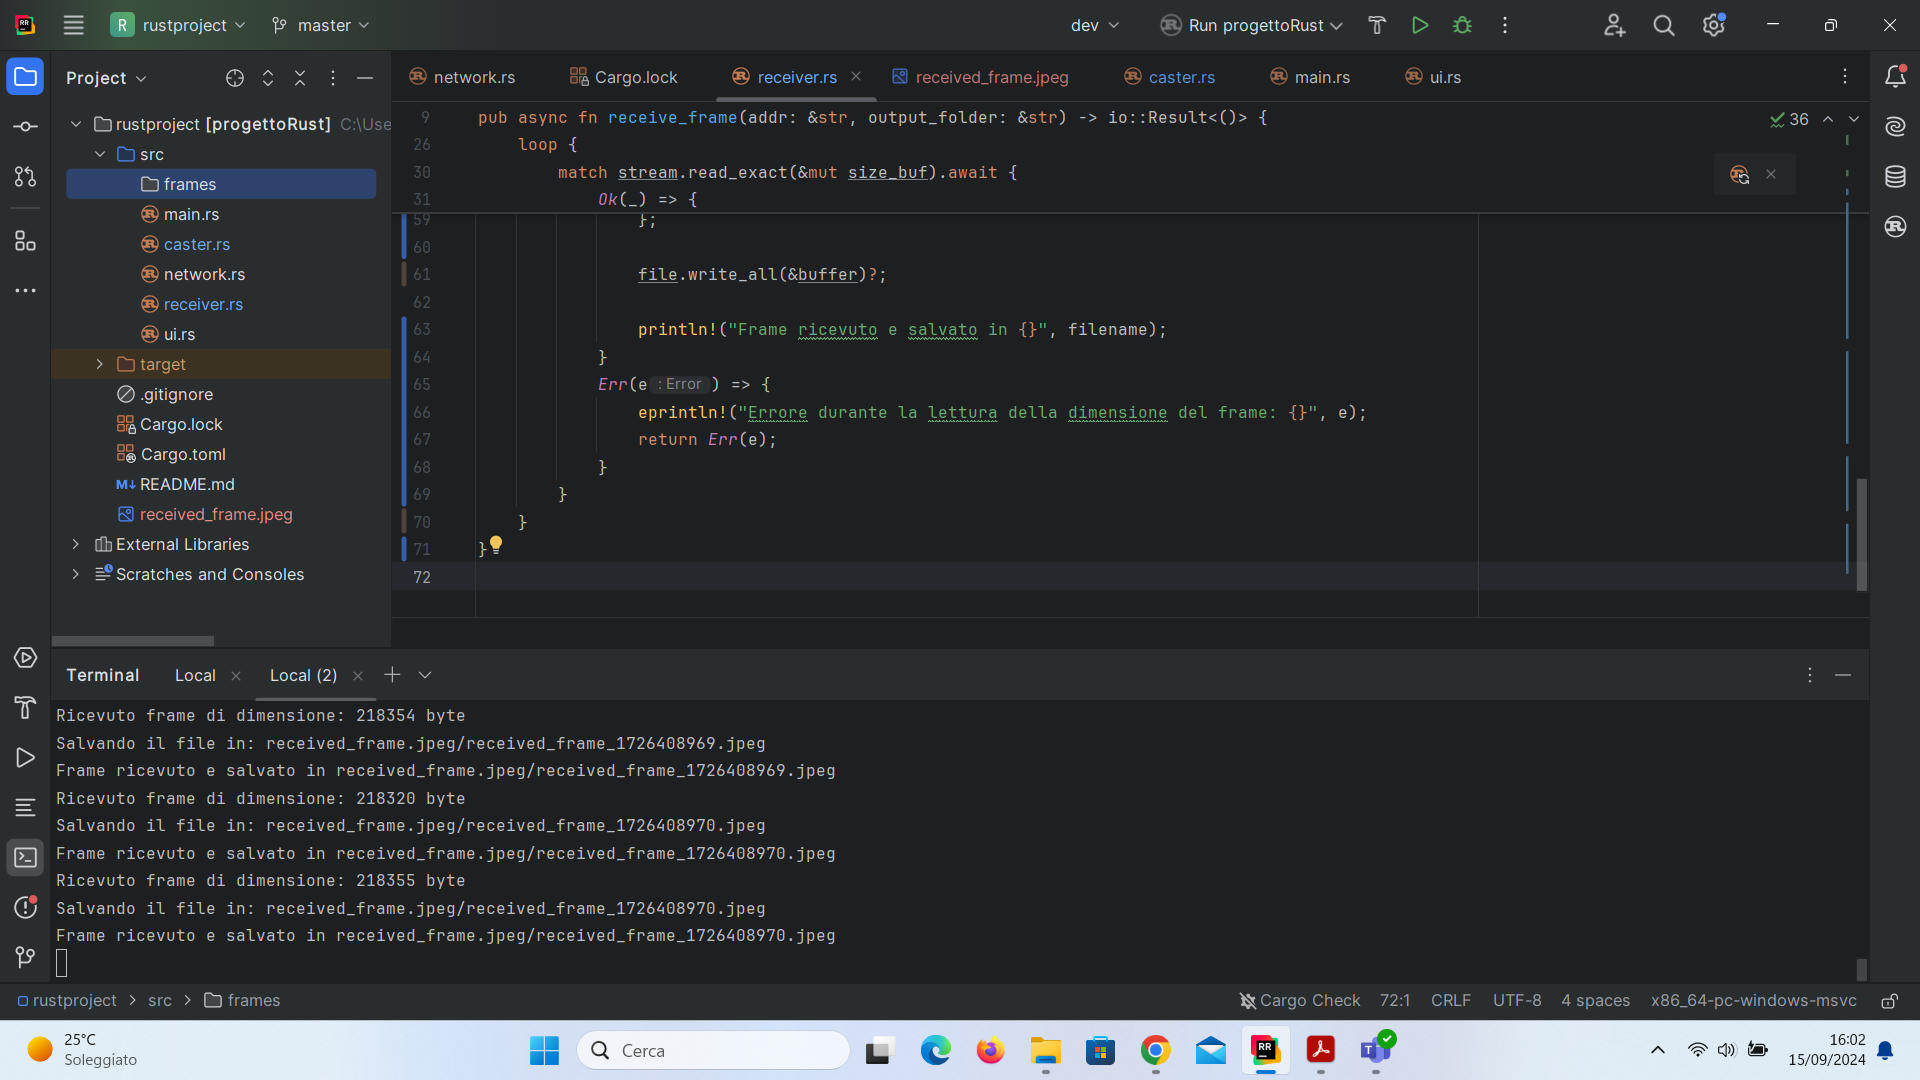 R rustproject master dev Run progettoRust
Project
network.rs Cargo.lock receiver.rs received_frame.jpeg caster.rs main.rs ui.rs
rustproject [progettoRust] C:\Use
src
frames
main.rs
caster.rs
network.rs
receiver.rs
ui.rs
target
.gitignore
Cargo.lock
Cargo.toml
M↓ README.md
received_frame.jpeg
External Libraries
Scratches and Consoles
36
9 pub async fn receive_frame(addr: &str, output_folder: &str) -> io::Result<()> {
26 loop {
30 match stream.read_exact(&mut size_buf).await {
31 Ok(_) => {
59 };
60
61 file.write_all(&buffer)?;
62
63 println!("Frame ricevuto e salvato in {}", filename);
64 }
65 Err(e : Error ) => {
66 eprintln!("Errore durante la lettura della dimensione del frame: {}", e);
67 return Err(e);
68 }
69 }
70 }
71 }
72
Terminal Local Local (2)
Ricevuto frame di dimensione: 218354 byte
Salvando il file in: received_frame.jpeg/received_frame_1726408969.jpeg
Frame ricevuto e salvato in received_frame.jpeg/received_frame_1726408969.jpeg
Ricevuto frame di dimensione: 218320 byte
Salvando il file in: received_frame.jpeg/received_frame_1726408970.jpeg
Frame ricevuto e salvato in received_frame.jpeg/received_frame_1726408970.jpeg
Ricevuto frame di dimensione: 218355 byte
Salvando il file in: received_frame.jpeg/received_frame_1726408970.jpeg
Frame ricevuto e salvato in received_frame.jpeg/received_frame_1726408970.jpeg
rustproject > src > frames
Cargo Check 72:1 CRLF UTF-8 4 spaces x86_64-pc-windows-msvc
25°C
Soleggiato
Cerca
16:02
15/09/2024